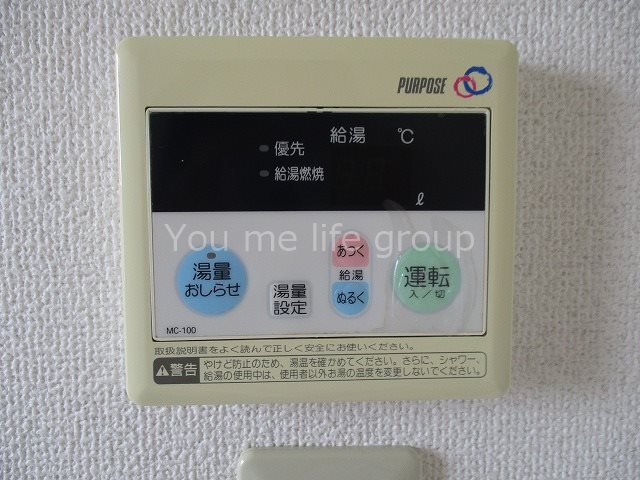 PURPOSE
給湯 ℃
優先
給湯燃焼
ℓ
You me life group
湯量
おしらせ
湯量
設定
あつく
給湯
ぬるく
運転
入/切
MC-100
取扱説明書をよく読んで正しく安全にお使いください。
警告
やけど防止のため、湯温を確かめてください。さらに、シャワー、
給湯の使用中は、使用者以外お湯の温度を変更しないでください。